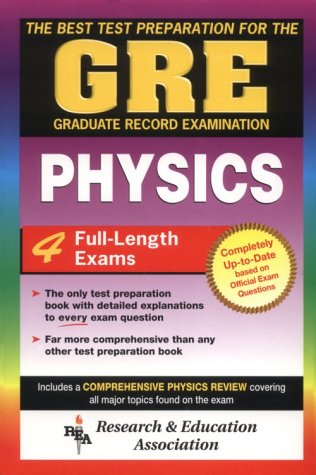 THE BEST TEST PREPARATION FOR THE
GRE
GRADUATE RECORD EXAMINATION
PHYSICS
4 Full-Length
Exams
Completely
Up-to-Date
based on
Official Exam
Questions
The only test preparation
book with detailed explanations
to every exam question
Far more comprehensive than any
other test preparation book
Includes a COMPREHENSIVE PHYSICS REVIEW covering
all major topics found on the exam
REA
Research & Education
Association